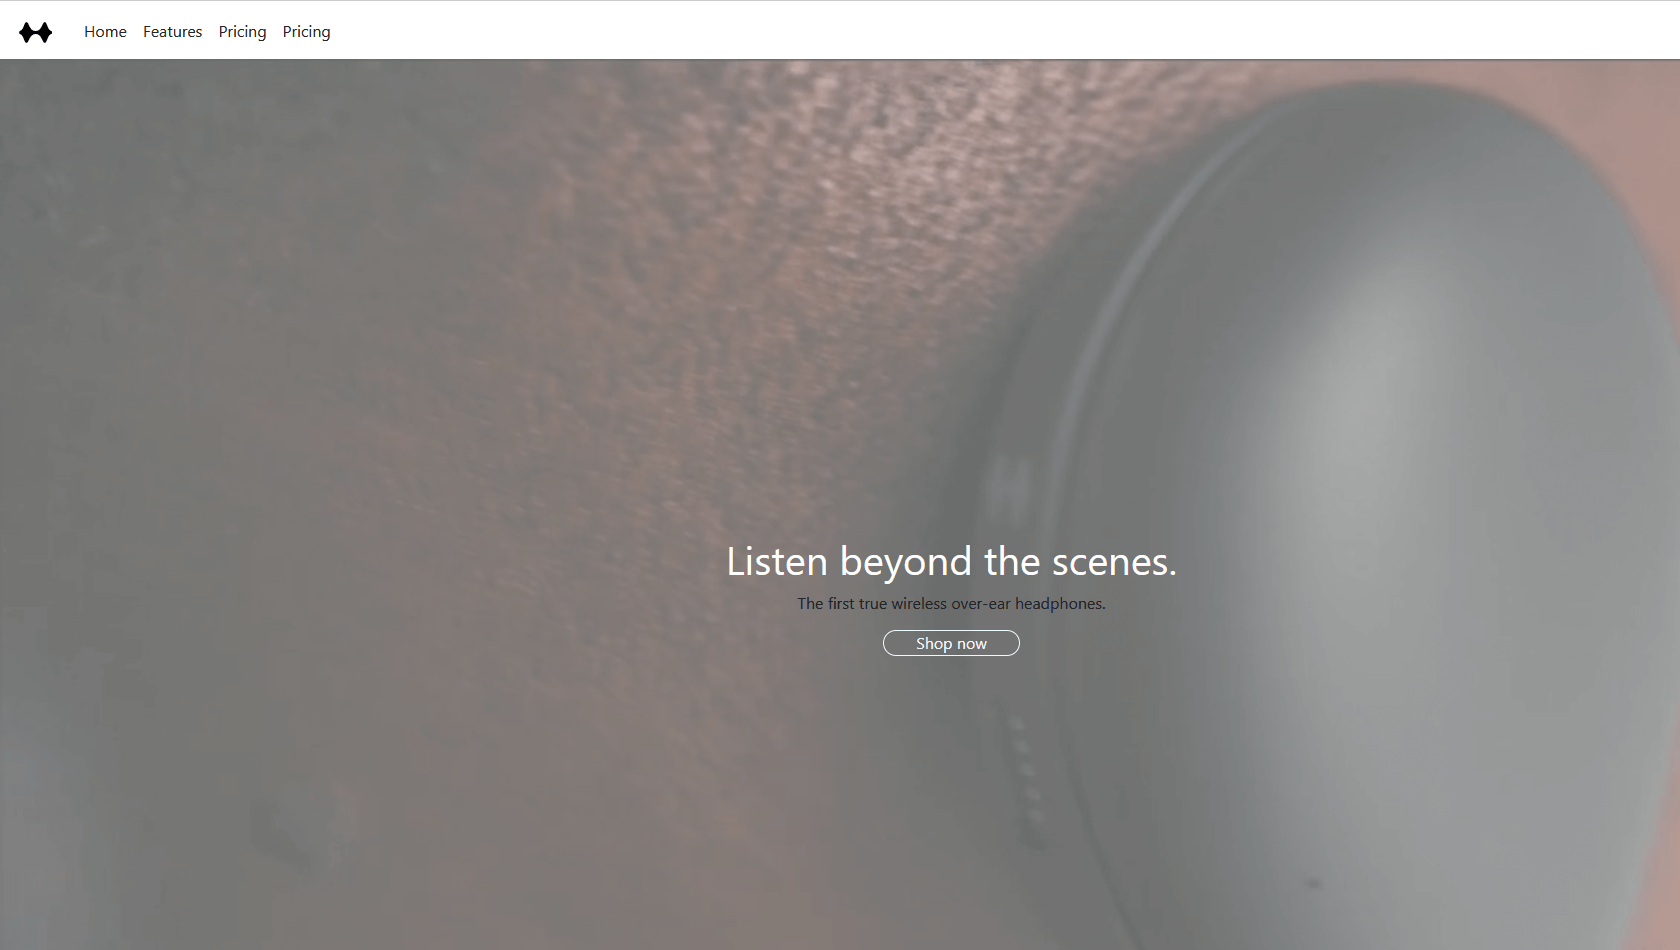 Home Features Pricing Pricing
H
Listen beyond the scenes.
The first true wireless over-ear headphones.
Shop now